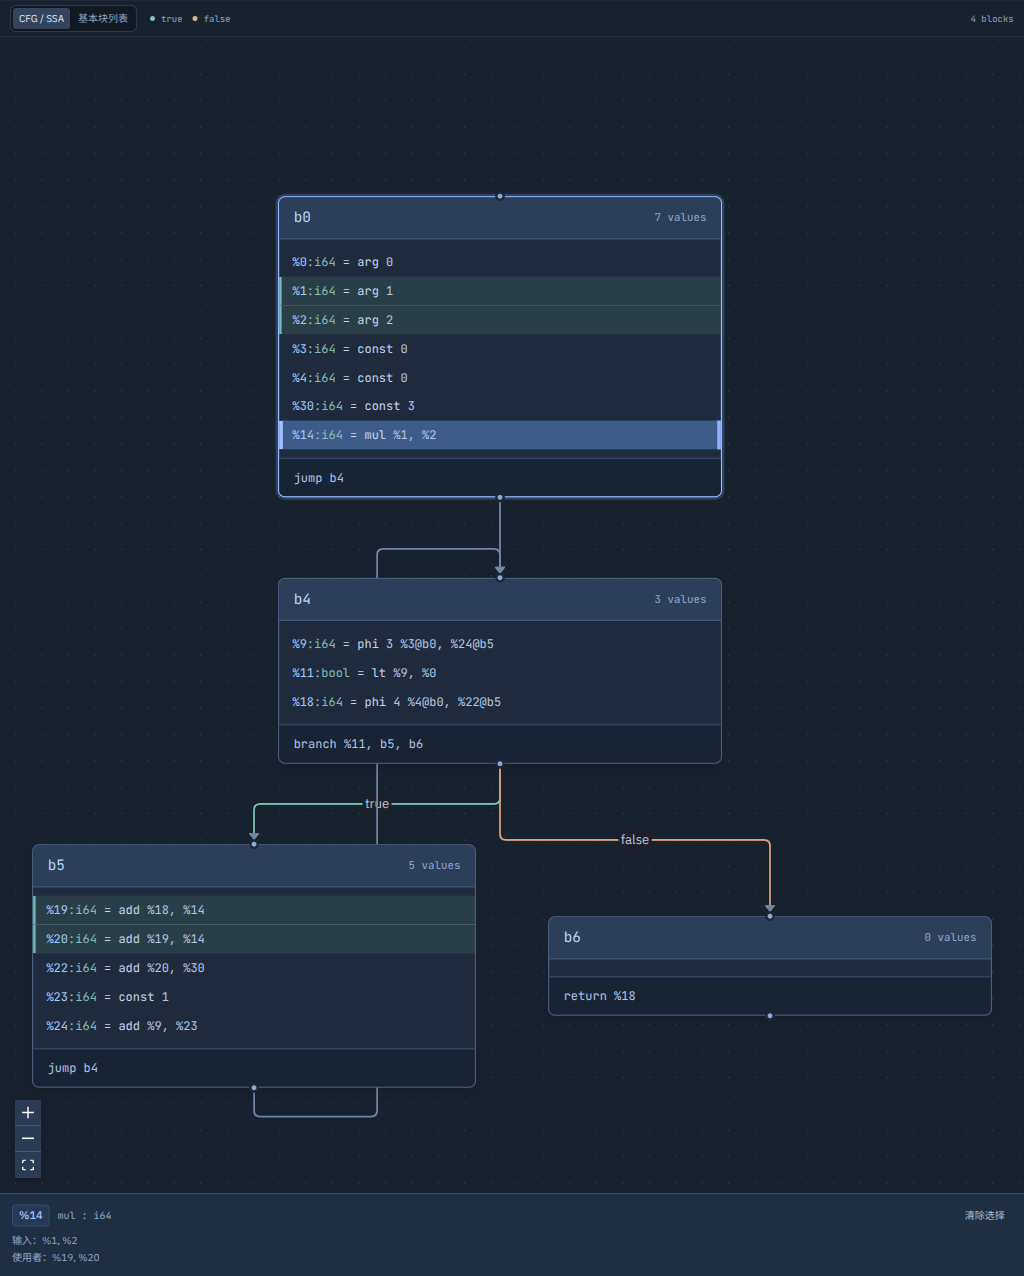 CFG / SSA 基本块列表 true false 4 blocks
b0 7 values
%0:i64 = arg 0
%1:i64 = arg 1
%2:i64 = arg 2
%3:i64 = const 0
%4:i64 = const 0
%30:i64 = const 3
%14:i64 = mul %1, %2
jump b4
b4 3 values
%9:i64 = phi 3 %3@b0, %24@b5
%11:bool = lt %9, %0
%18:i64 = phi 4 %4@b0, %22@b5
branch %11, b5, b6
true
false
b5 5 values
%19:i64 = add %18, %14
%20:i64 = add %19, %14
%22:i64 = add %20, %30
%23:i64 = const 1
%24:i64 = add %9, %23
jump b4
b6 0 values
return %18
%14 mul : i64 清除选择
输入: %1, %2
使用者: %19, %20